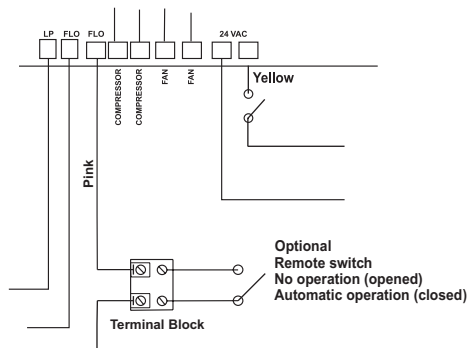 LP FLO FLO 24 VAC
COMPRESSOR
COMPRESSOR
FAN
FAN
Yellow
Pink
Optional
Remote switch
No operation (opened)
Automatic operation (closed)
Terminal Block